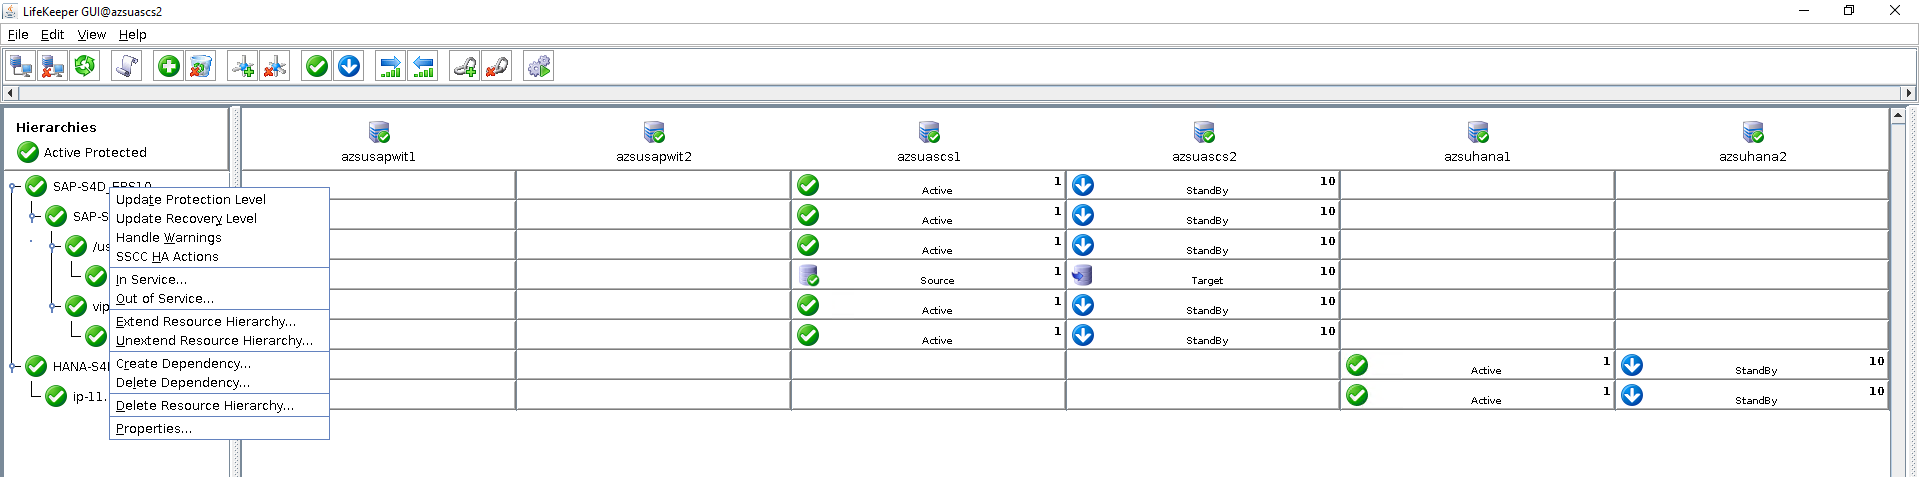 LifeKeeper GUI@azsuascs2
File Edit View Help
Hierarchies
Active Protected
azsusapwit1 azsusapwit2 azsuascs1 azsuascs2 azsuhana1 azsuhana2
Active 1 StandBy 10
SAP-S
Active 1 StandBy 10
/us
Active 1 StandBy 10
Source 1 Target 10
vip
Active 1 StandBy 10
Active 1 StandBy 10
HANA-S4
Active 1 StandBy 10
ip-11.
Active 1 StandBy 10
Update Protection Level
Update Recovery Level
Handle Warnings
SSCC HA Actions
In Service...
Out of Service...
Extend Resource Hierarchy...
Unextend Resource Hierarchy...
Create Dependency...
Delete Dependency...
Delete Resource Hierarchy...
Properties...